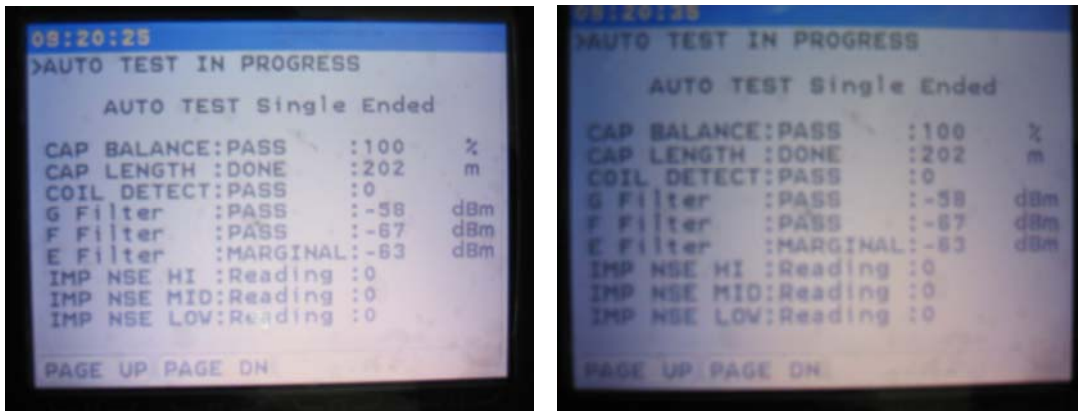 09:20:25
>AUTO TEST IN PROGRESS
AUTO TEST Single Ended
CAP BALANCE:PASS :100 %
CAP LENGTH :DONE :202 m
COIL DETECT:PASS :0
G Filter :PASS :-58 dBm
F Filter :PASS :-67 dBm
E Filter :MARGINAL:-63 dBm
IMP NSE HI :Reading :0
IMP NSE MID:Reading :0
IMP NSE LOW:Reading :0
PAGE UP PAGE DN
09:20:35
>AUTO TEST IN PROGRESS
AUTO TEST Single Ended
CAP BALANCE:PASS :100 %
CAP LENGTH :DONE :202 m
COIL DETECT:PASS :0
G Filter :PASS :-58 dBm
F Filter :PASS :-67 dBm
E Filter :MARGINAL:-63 dBm
IMP NSE HI :Reading :0
IMP NSE MID:Reading :0
IMP NSE LOW:Reading :0
PAGE UP PAGE DN